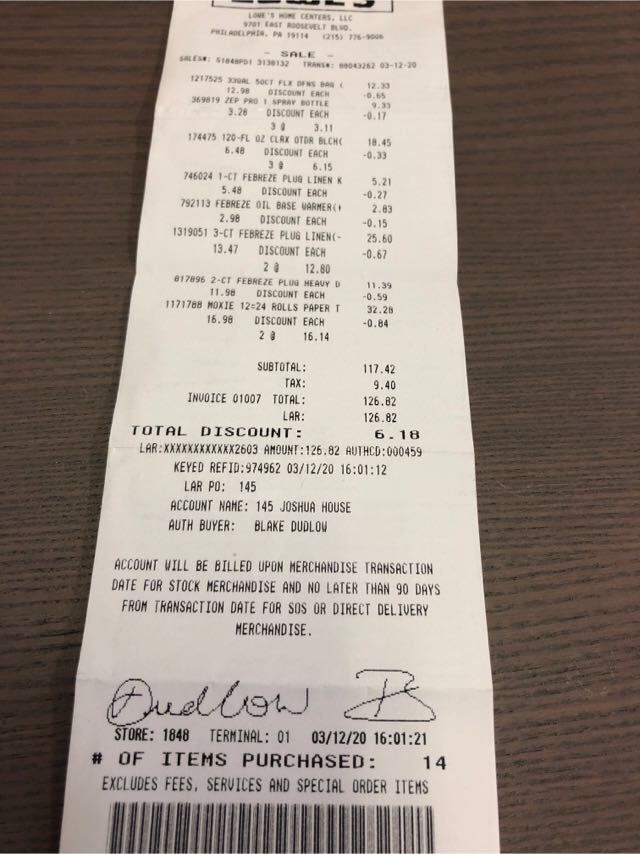 LOWE'S
LOWE'S HOME CENTERS, LLC
9701 EAST ROOSEVELT BLVD.
PHILADELPHIA, PA 19114 (215) 776-9006
- SALE -
SALES#: S1848PD1 3130132 TRANS#: 88043262 03-12-20
1217525 33GAL 50CT FLX DFNS BAG ( 12.33
12.98 DISCOUNT EACH -0.65
369819 ZEP PRO 1 SPRAY BOTTLE 9.33
3.28 DISCOUNT EACH -0.17
3 @ 3.11
174475 120-FL OZ CLRX OTDR BLCH( 18.45
6.48 DISCOUNT EACH -0.33
3 @ 6.15
746024 1-CT FEBREZE PLUG LINEN K 5.21
5.48 DISCOUNT EACH -0.27
792113 FEBREZE OIL BASE WARMER(+ 2.83
2.98 DISCOUNT EACH -0.15
1319051 3-CT FEBREZE PLUG LINEN(- 25.60
13.47 DISCOUNT EACH -0.67
2 @ 12.80
817896 2-CT FEBREZE PLUG HEAVY D 11.39
11.98 DISCOUNT EACH -0.59
1171788 MOXIE 12=24 ROLLS PAPER T 32.28
16.98 DISCOUNT EACH -0.84
2 @ 16.14
SUBTOTAL: 117.42
TAX: 9.40
INVOICE 01007 TOTAL: 126.82
LAR: 126.82
TOTAL DISCOUNT: 6.18
LAR:XXXXXXXXXXXX2603 AMOUNT:126.82 AUTHCD:000459
KEYED REFID:974962 03/12/20 16:01:12
LAR PO: 145
ACCOUNT NAME: 145 JOSHUA HOUSE
AUTH BUYER: BLAKE DUDLOW
ACCOUNT WILL BE BILLED UPON MERCHANDISE TRANSACTION
DATE FOR STOCK MERCHANDISE AND NO LATER THAN 90 DAYS
FROM TRANSACTION DATE FOR SOS OR DIRECT DELIVERY
MERCHANDISE.
Dudlow B
STORE: 1848 TERMINAL: 01 03/12/20 16:01:21
# OF ITEMS PURCHASED: 14
EXCLUDES FEES, SERVICES AND SPECIAL ORDER ITEMS